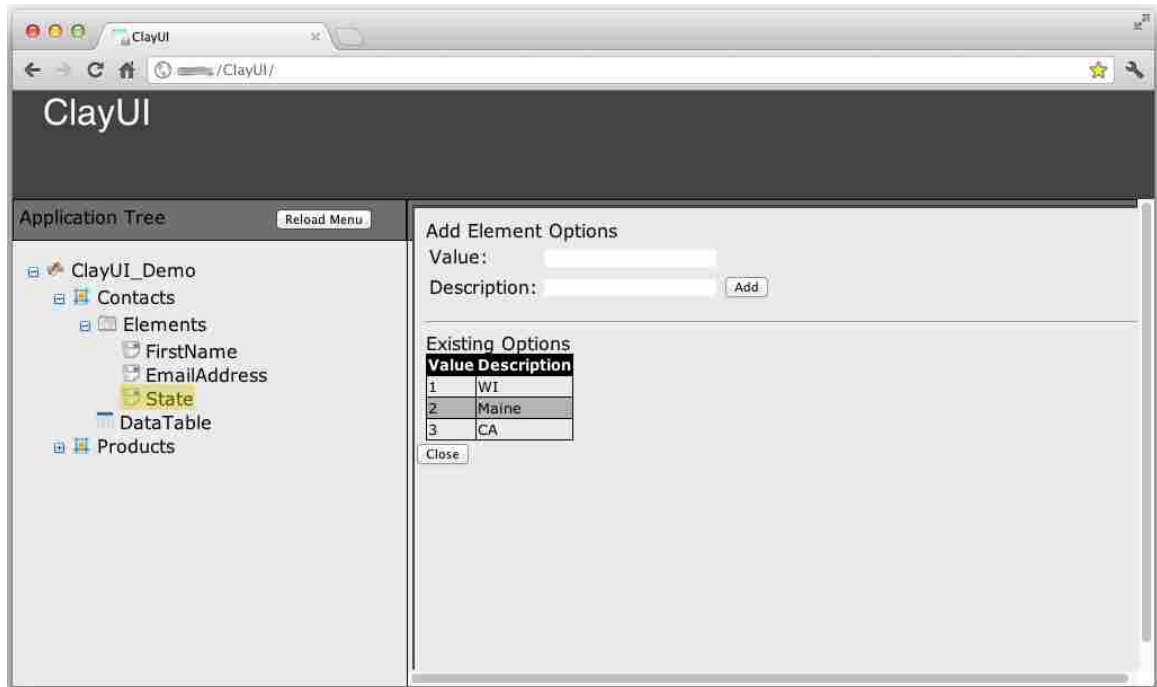 ClayUI
/ClayUI/
ClayUI
Application Tree
Reload Menu
ClayUI_Demo
Contacts
Elements
FirstName
EmailAddress
State
DataTable
Products
Add Element Options
Value:
Description:
Add
Existing Options
Value Description
1 WI
2 Maine
3 CA
Close